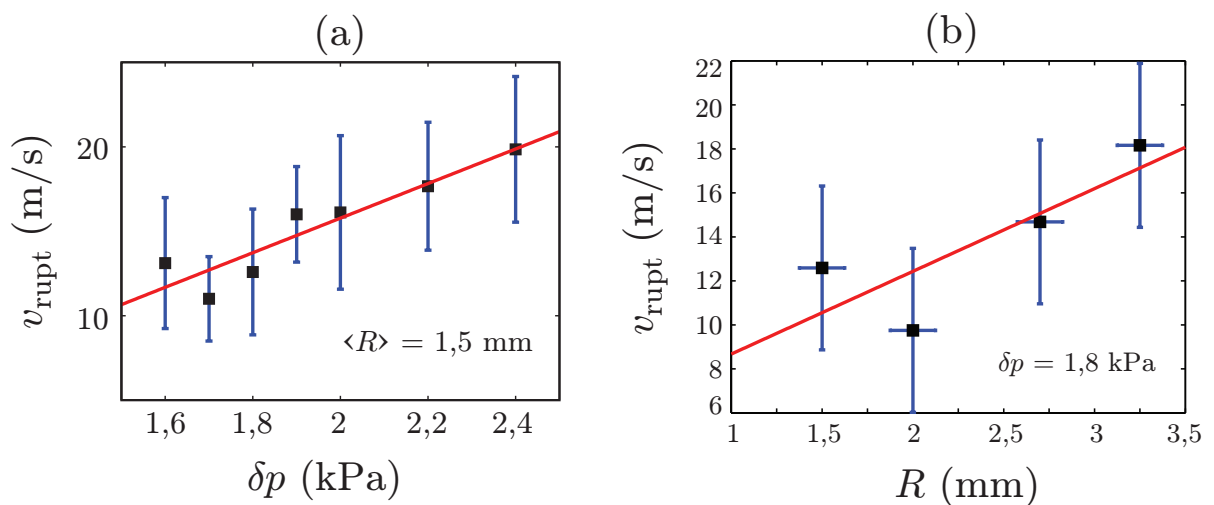 (a)
v_rupt (m/s)
20
10
⟨R⟩ = 1,5 mm
1,6 1,8 2 2,2 2,4
δp (kPa)
(b)
v_rupt (m/s)
22
20
18
16
14
12
10
8
6
δp = 1,8 kPa
1 1,5 2 2,5 3 3,5
R (mm)